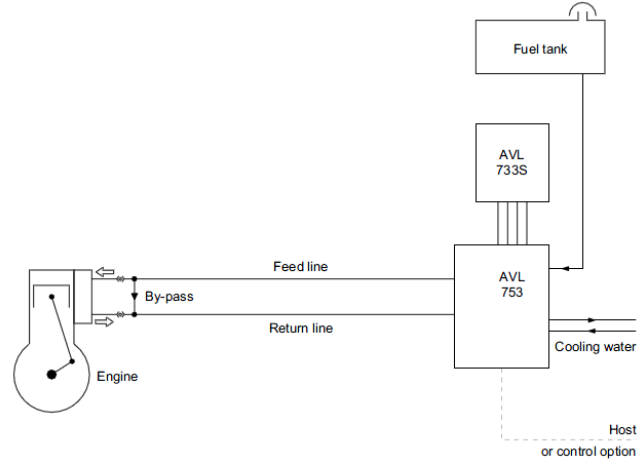 Fuel tank
AVL
733S
AVL
753
Feed line
By-pass
Return line
Cooling water
Engine
Host
or control option